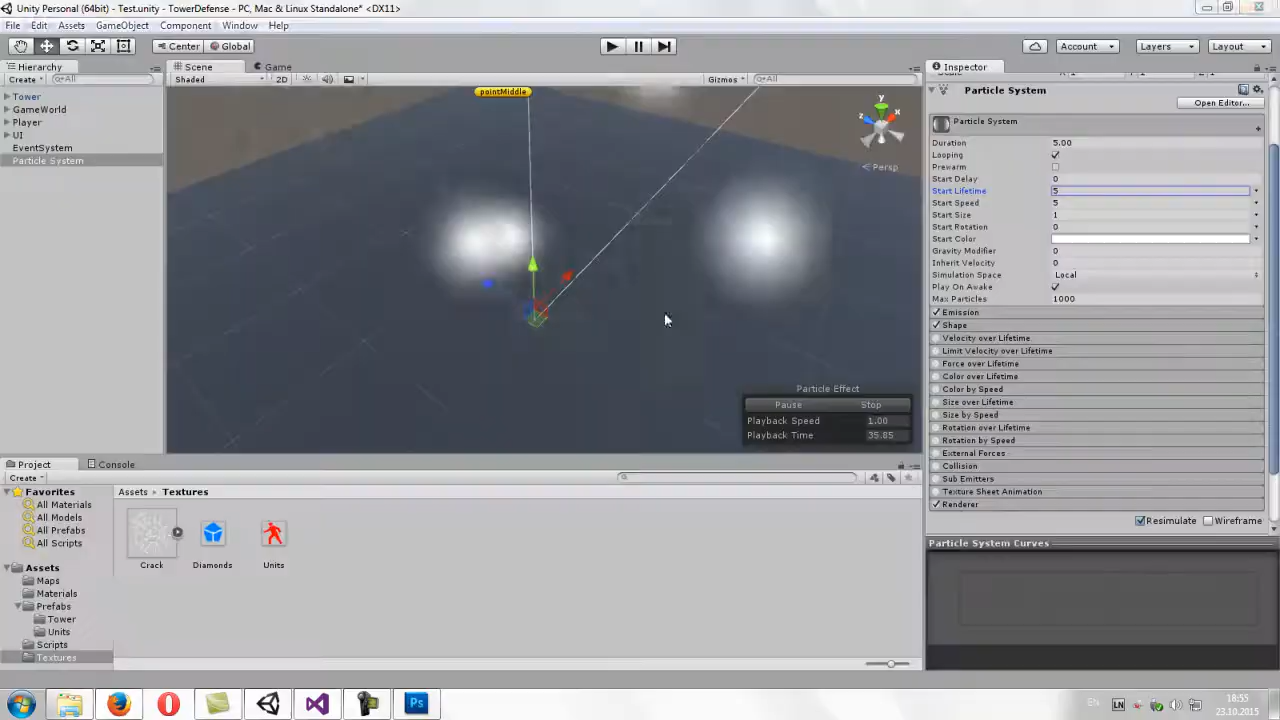 Unity Personal (64bit) - Test.unity - TowerDefense - PC, Mac & Linux Standalone* <DX11>
File Edit Assets GameObject Component Window Help
Center Global Account Layers Layout
Hierarchy
Create All
Tower
GameWorld
Player
UI
EventSystem
Particle System
Scene Game
Shaded 2D Gizmos All
pointMiddle
y
x
z
Persp
Particle Effect
Pause Stop
Playback Speed 1.00
Playback Time 35.85
Inspector
Particle System
Open Editor...
Particle System
Duration 5.00
Looping
Prewarm
Start Delay 0
Start Lifetime 5
Start Speed 5
Start Size 1
Start Rotation 0
Start Color
Gravity Modifier 0
Inherit Velocity 0
Simulation Space Local
Play On Awake
Max Particles 1000
Emission
Shape
Velocity over Lifetime
Limit Velocity over Lifetime
Force over Lifetime
Color over Lifetime
Color by Speed
Size over Lifetime
Size by Speed
Rotation over Lifetime
Rotation by Speed
External Forces
Collision
Sub Emitters
Texture Sheet Animation
Renderer
Resimulate Wireframe
Particle System Curves
Project Console
Create
Favorites
All Materials
All Models
All Prefabs
All Scripts
Assets
Maps
Materials
Prefabs
Tower
Units
Scripts
Textures
Assets Textures
Crack Diamonds Units
Ps
EN
LN
18:55
23.10.2015